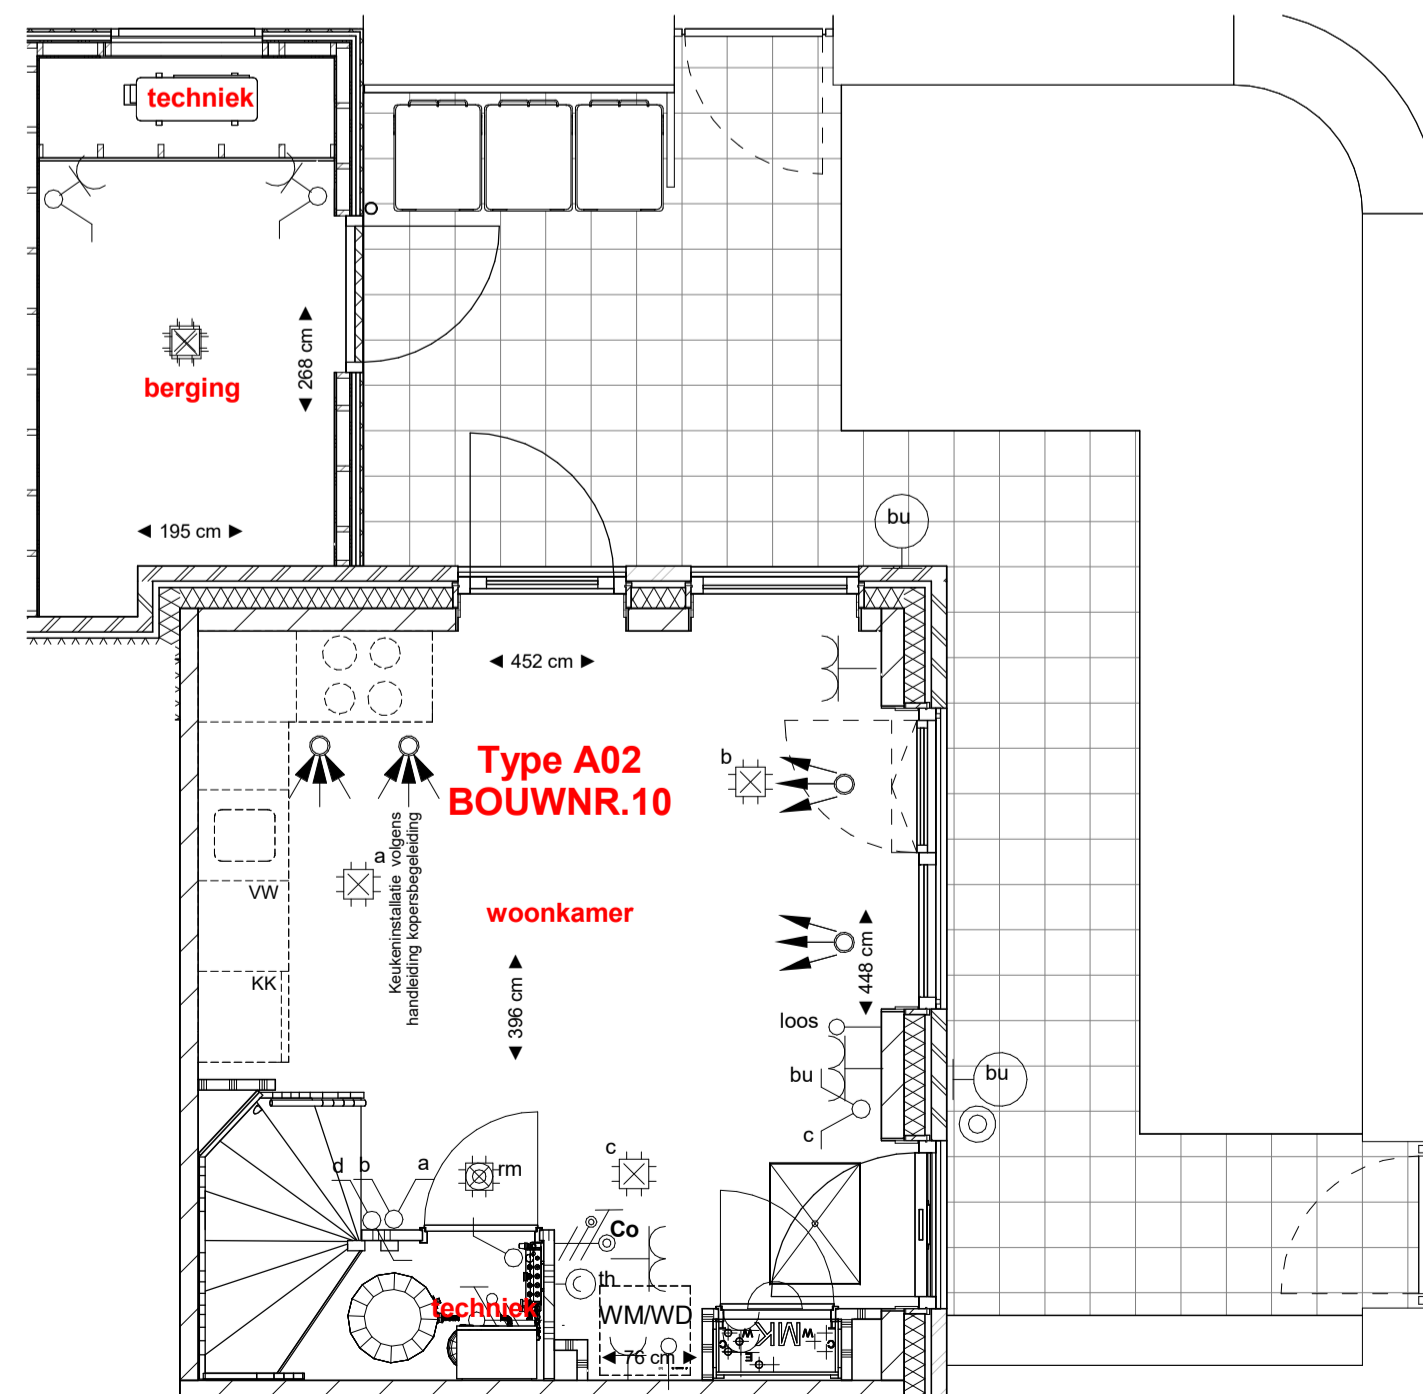 techniek
◄ 268 cm ►
berging
◄ 195 cm ►
bu
◄ 452 cm ►
Type A02
BOUWNR.10
b
a
Keukeninstallatie volgens
handleiding kopersbegeleiding
VW
woonkamer
KK
◄ 396 cm ►
◄ 448 cm ►
loos
bu
bu
c
d b a
rm
c
Co
th
techniek
WM/WD
MK
W
T
C
C
E
◄ 76 cm ►